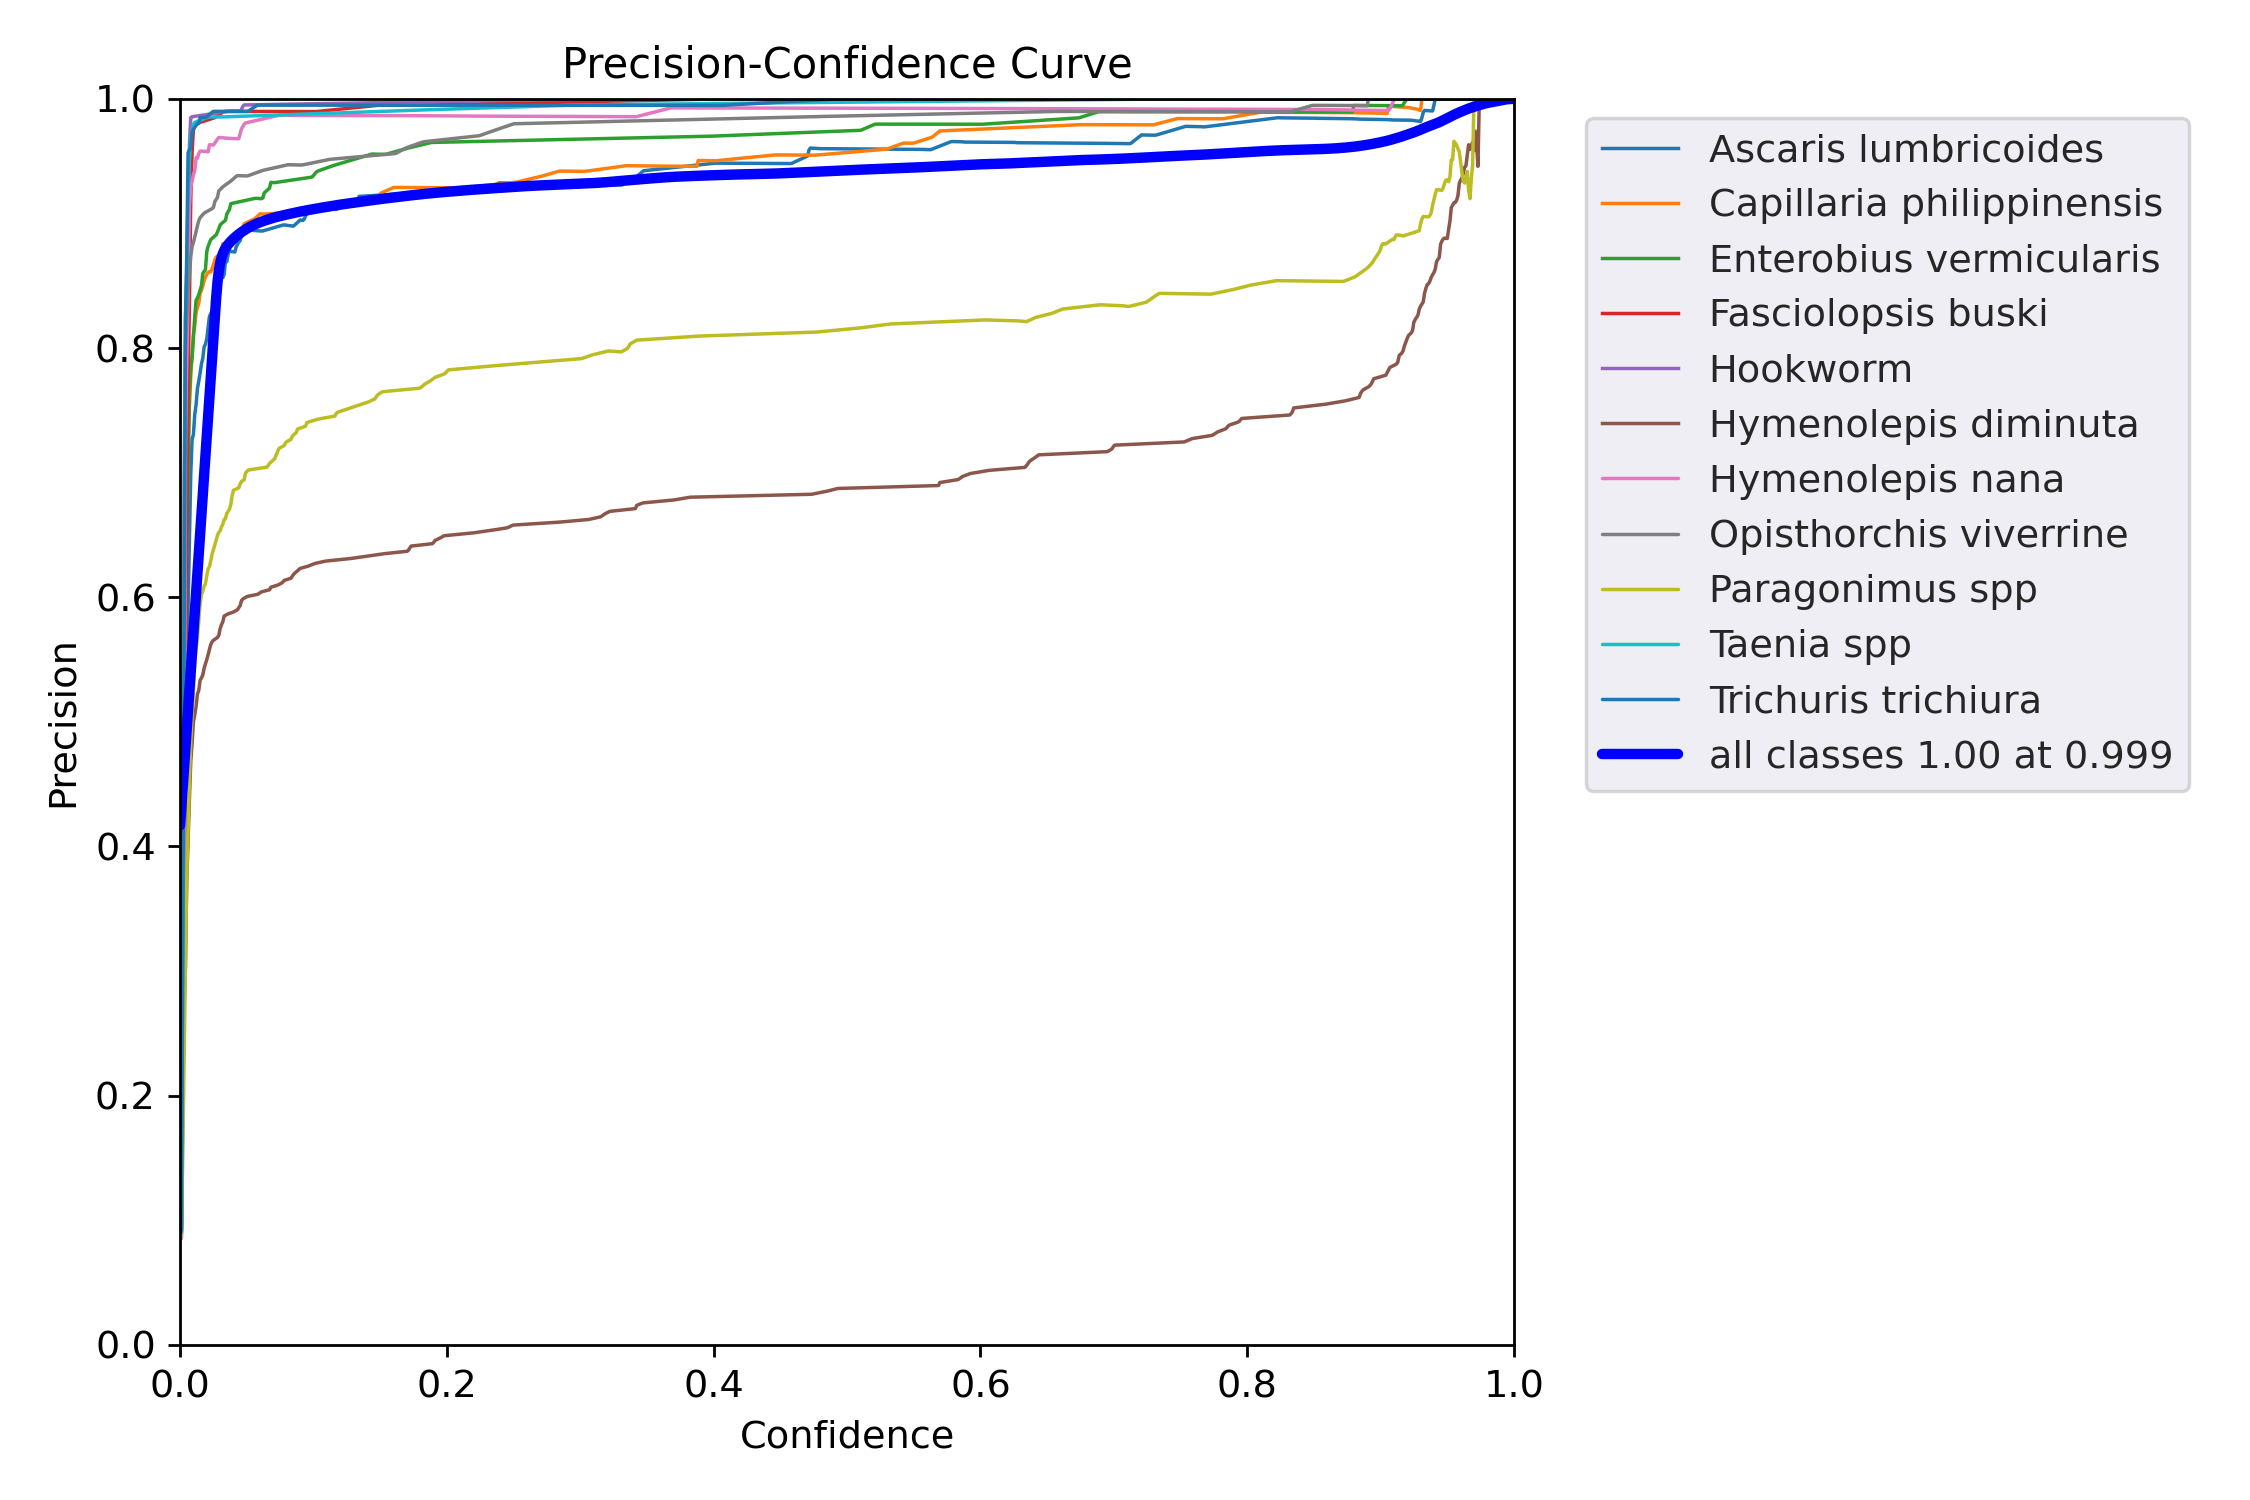 Precision-Confidence Curve
1.0
0.8
0.6
0.4
0.2
0.0
Precision
0.0 0.2 0.4 0.6 0.8 1.0
Confidence
Ascaris lumbricoides
Capillaria philippinensis
Enterobius vermicularis
Fasciolopsis buski
Hookworm
Hymenolepis diminuta
Hymenolepis nana
Opisthorchis viverrine
Paragonimus spp
Taenia spp
Trichuris trichiura
all classes 1.00 at 0.999